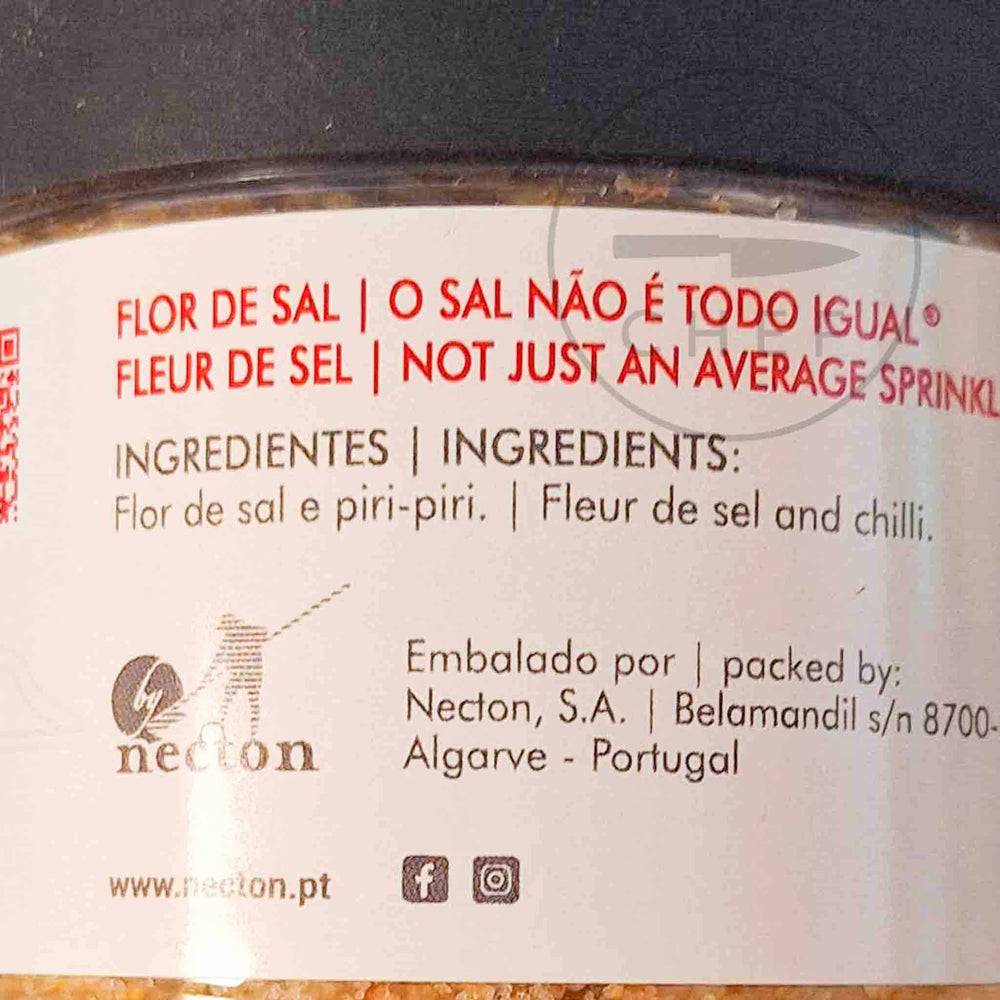 FLOR DE SAL | O SAL NÃO É TODO IGUAL®
FLEUR DE SEL | NOT JUST AN AVERAGE
INGREDIENTES | INGREDIENTS:
Flor de sal e piri-piri. | Fleur de sel and chilli.
by
necton
Embalado por | packed by:
Necton, S.A. | Belamandil s/n 8700-
Algarve - Portugal
www.necton.pt
CHEF